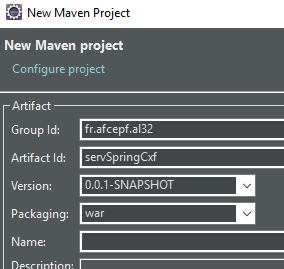 New Maven Project
New Maven project
Configure project
Artifact
Group Id: fr.afcepf.al32
Artifact Id: servSpringCxf
Version: 0.0.1-SNAPSHOT
Packaging: war
Name:
Description: